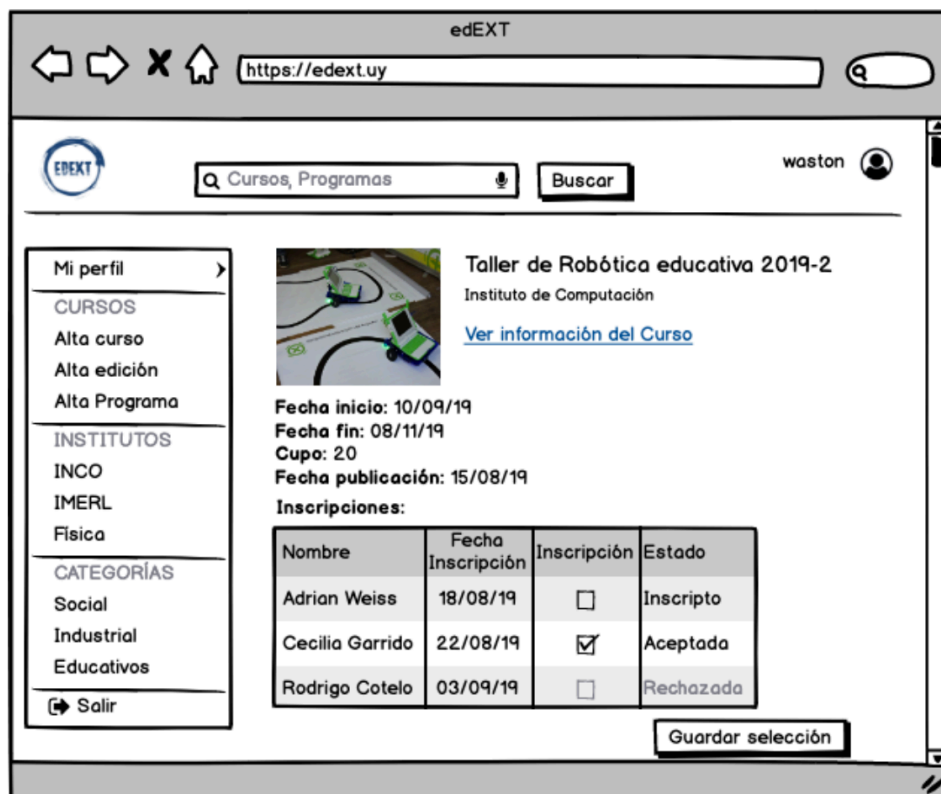 edEXT
https://edext.uy
EDEXT
Cursos, Programas
Buscar
waston
Mi perfil
CURSOS
Alta curso
Alta edición
Alta Programa
INSTITUTOS
INCO
IMERL
Física
CATEGORÍAS
Social
Industrial
Educativos
Salir
Taller de Robótica educativa 2019-2
Instituto de Computación
Ver información del Curso
Fecha inicio: 10/09/19
Fecha fin: 08/11/19
Cupo: 20
Fecha publicación: 15/08/19
Inscripciones:
Nombre Fecha Inscripción Inscripción Estado
Adrian Weiss 18/08/19 Inscripto
Cecilia Garrido 22/08/19 Aceptada
Rodrigo Cotelo 03/09/19 Rechazada
Guardar selección